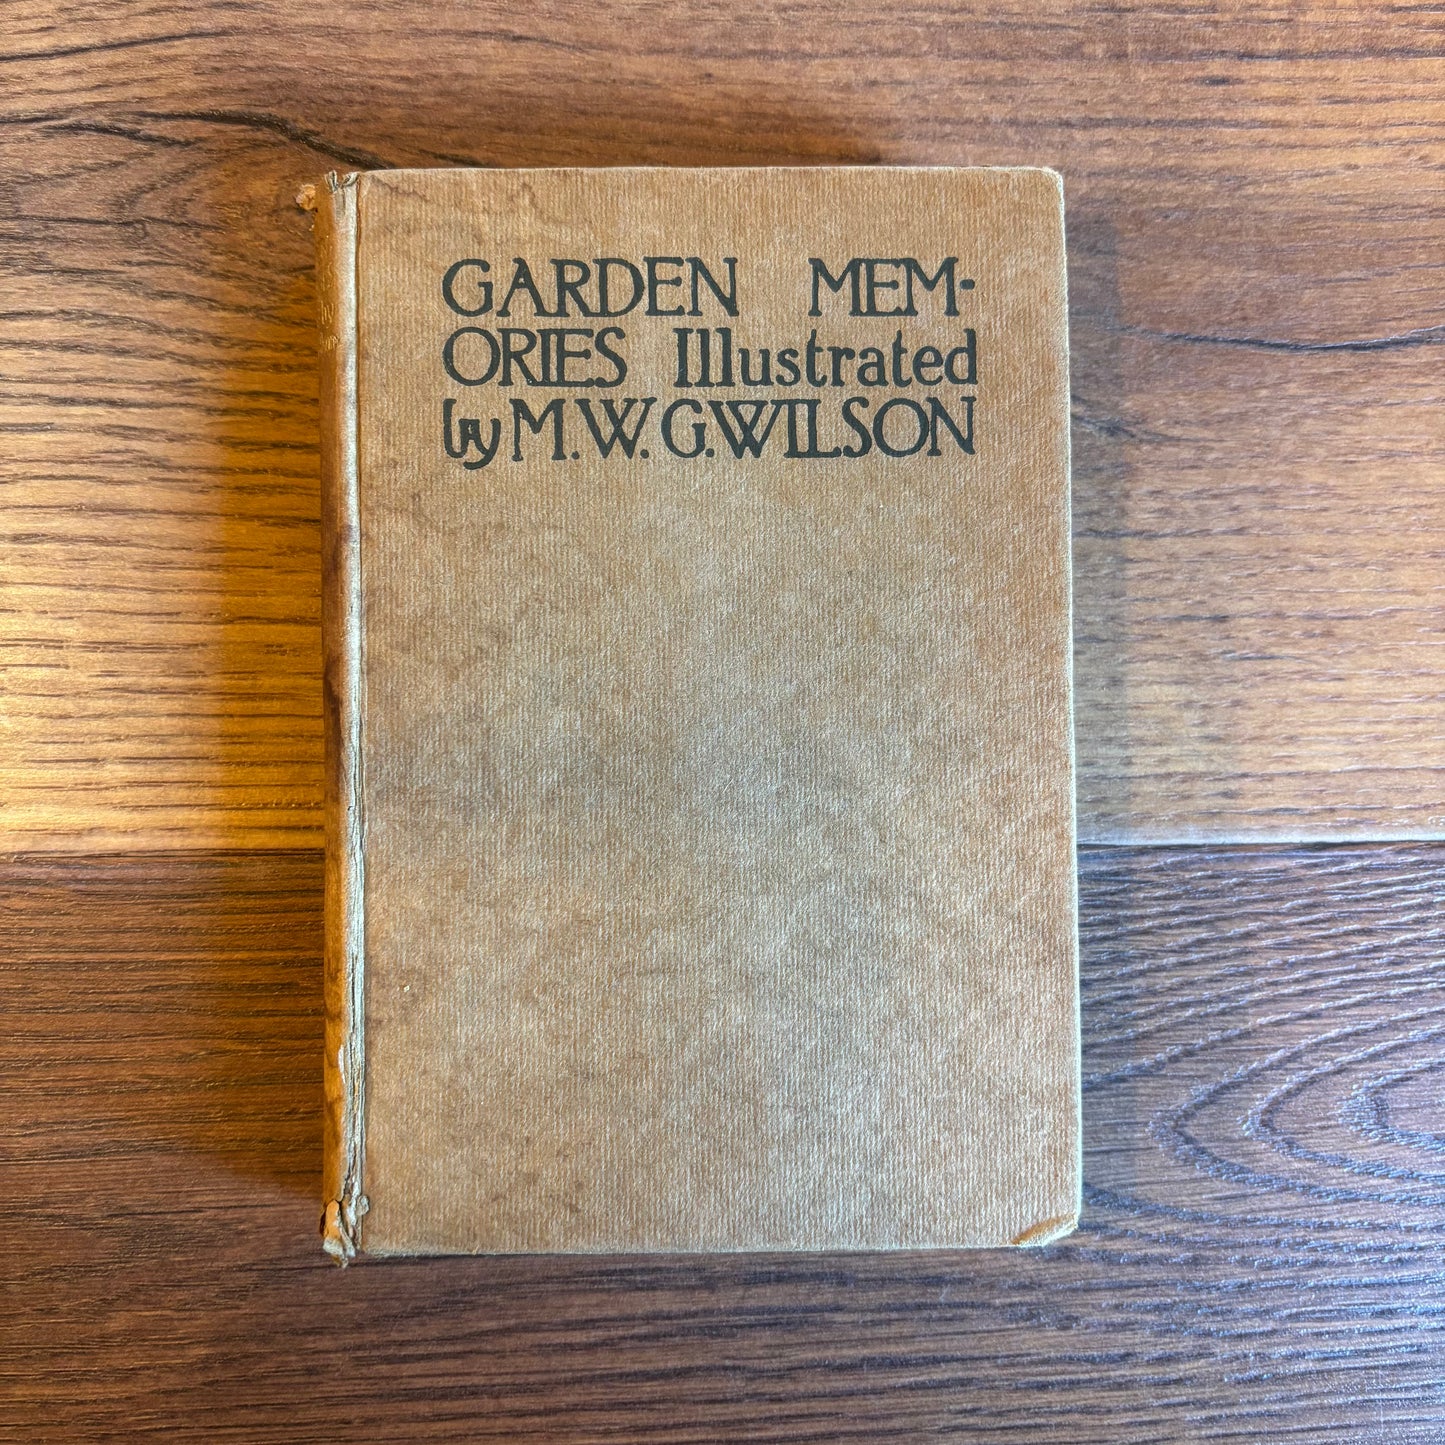 GARDEN MEM-
ORIES Illustrated
by M.W.G.WILSON